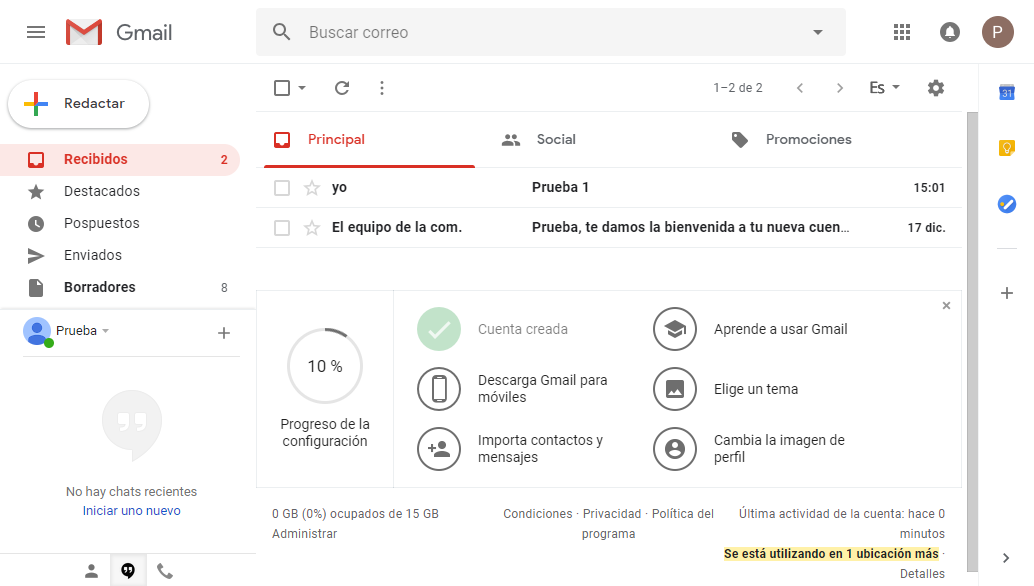 Gmail
Buscar correo
P
Redactar
1–2 de 2
Es
31
Recibidos 2
Destacados
Pospuestos
Enviados
Borradores 8
Principal
Social
Promociones
yo Prueba 1 15:01
El equipo de la com. Prueba, te damos la bienvenida a tu nueva cuen… 17 dic.
Prueba
No hay chats recientes
Iniciar uno nuevo
10 %
Progreso de la
configuración
Cuenta creada
Aprende a usar Gmail
Descarga Gmail para
móviles
Elige un tema
Importa contactos y
mensajes
Cambia la imagen de
perfil
0 GB (0%) ocupados de 15 GB
Administrar
Condiciones · Privacidad · Política del
programa
Última actividad de la cuenta: hace 0
minutos
Se está utilizando en 1 ubicación más ·
Detalles